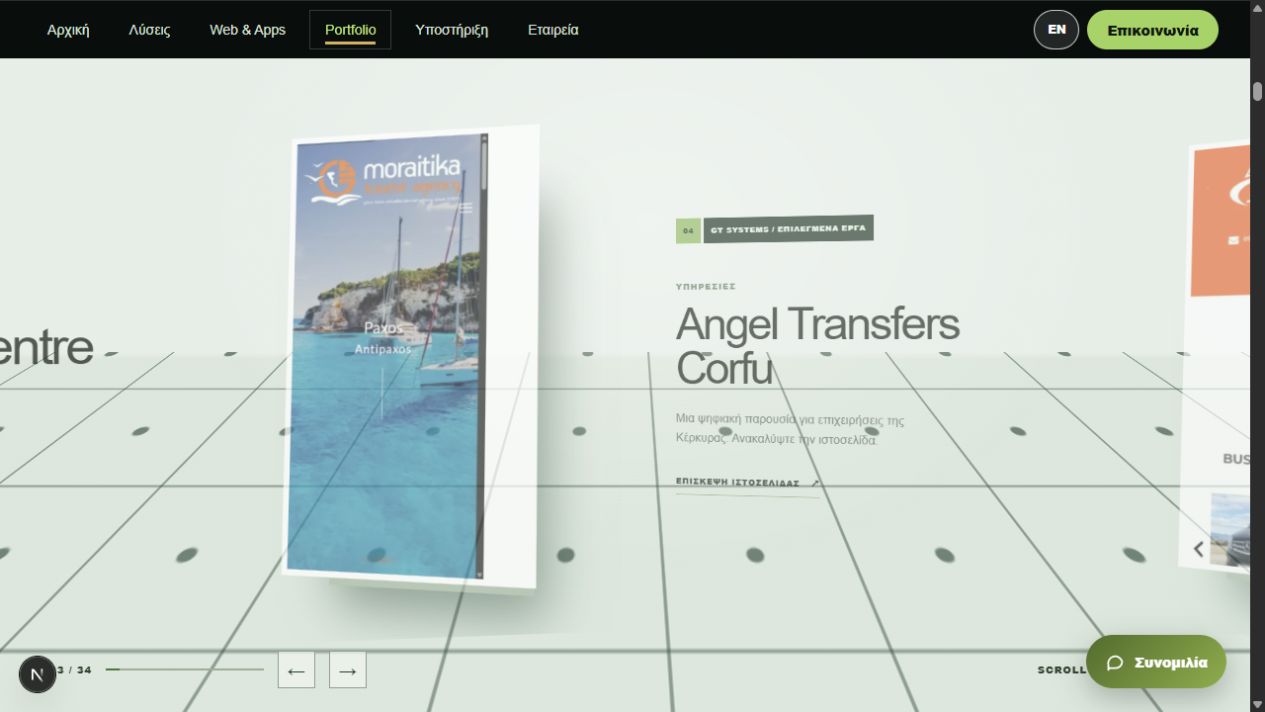 Αρχική
Λύσεις
Web & Apps
Portfolio
Υποστήριξη
Εταιρεία
EN
Επικοινωνία
moraitika
Paxos
Antipaxos
entre
04
GT SYSTEMS / ΕΠΙΛΕΓΜΕΝΑ ΕΡΓΑ
ΥΠΗΡΕΣΙΕΣ
Angel Transfers
Corfu
Μια ψηφιακή παρουσία για επιχειρήσεις της
Κέρκυρας. Ανακαλύψτε την ιστοσελίδα.
ΕΠΙΣΚΕΨΗ ΙΣΤΟΣΕΛΙΔΑΣ ↗
BUS
N
3 / 34
← →
SCROLL
Συνομιλία